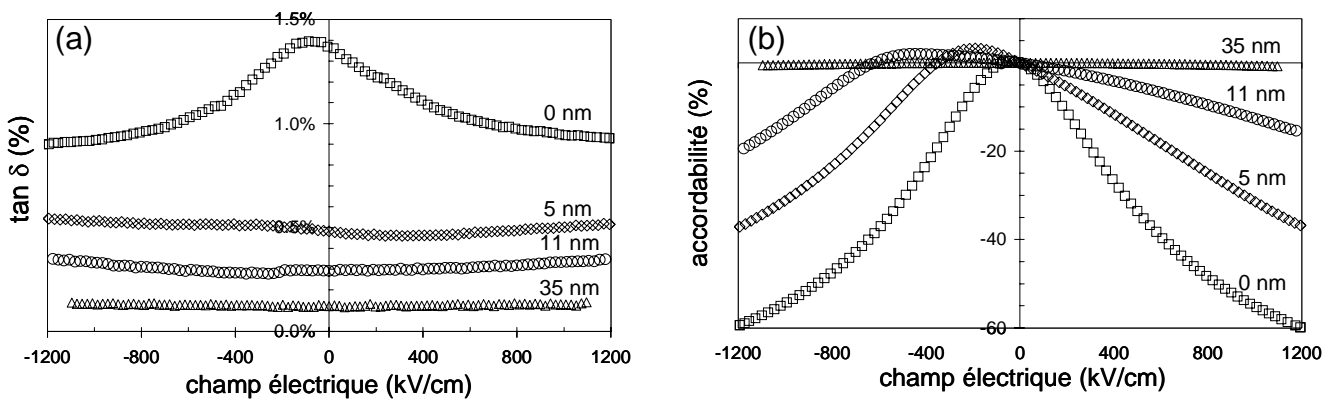 (a)
tan δ (%)
1.5%
1.0%
0.5%
0.0%
0 nm
5 nm
11 nm
35 nm
-1200 -800 -400 0 400 800 1200
champ électrique (kV/cm)
(b)
accordabilité (%)
-20
-40
-60
35 nm
11 nm
5 nm
0 nm
-1200 -800 -400 0 400 800 1200
champ électrique (kV/cm)